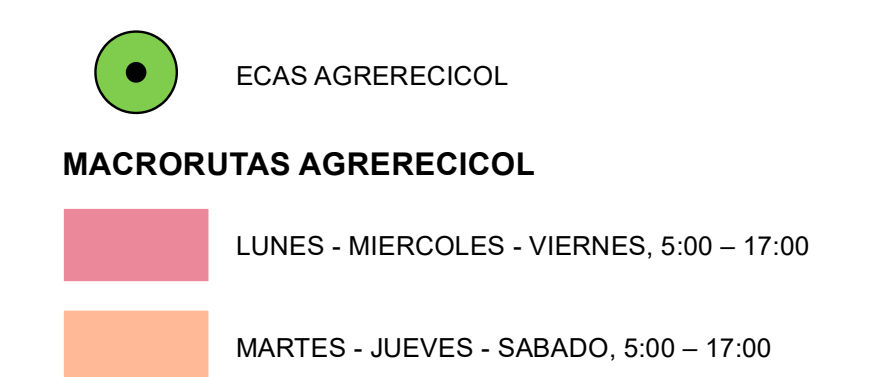 ECAS AGRERECICOL
MACRORUTAS AGRERECICOL
LUNES - MIERCOLES - VIERNES, 5:00 – 17:00
MARTES - JUEVES - SABADO, 5:00 – 17:00